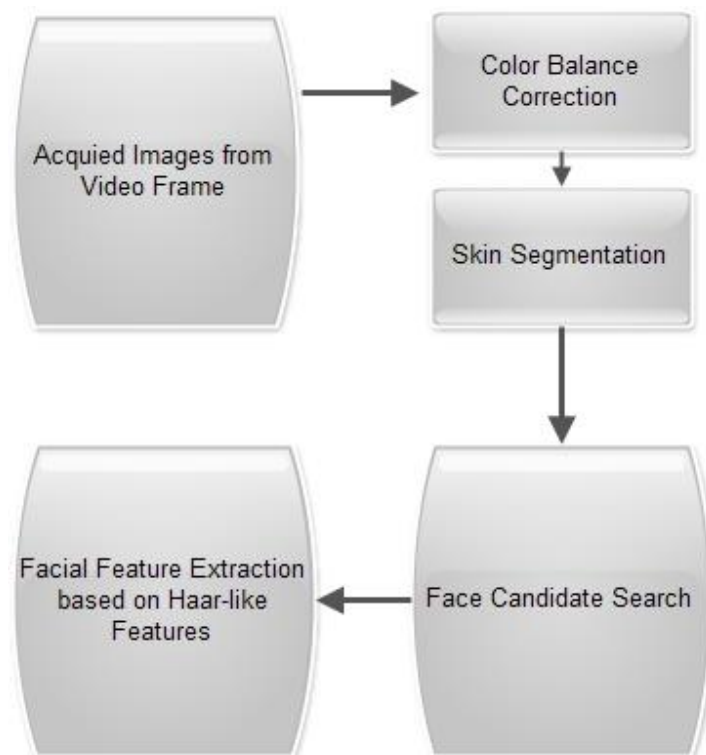 Acquied Images from
Video Frame
Color Balance
Correction
Skin Segmentation
Face Candidate Search
Facial Feature Extraction
based on Haar-like
Features